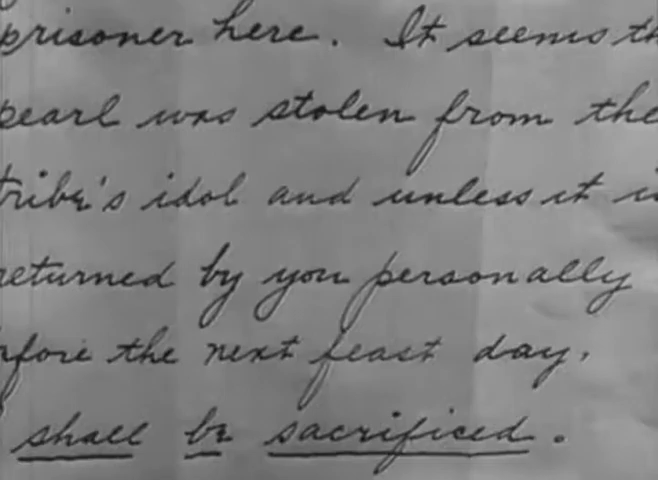 prisoner here. It seems th
pearl was stolen from the
tribe's idol and unless it i
returned by you personally
efore the next feast day,
shall be sacrificed.